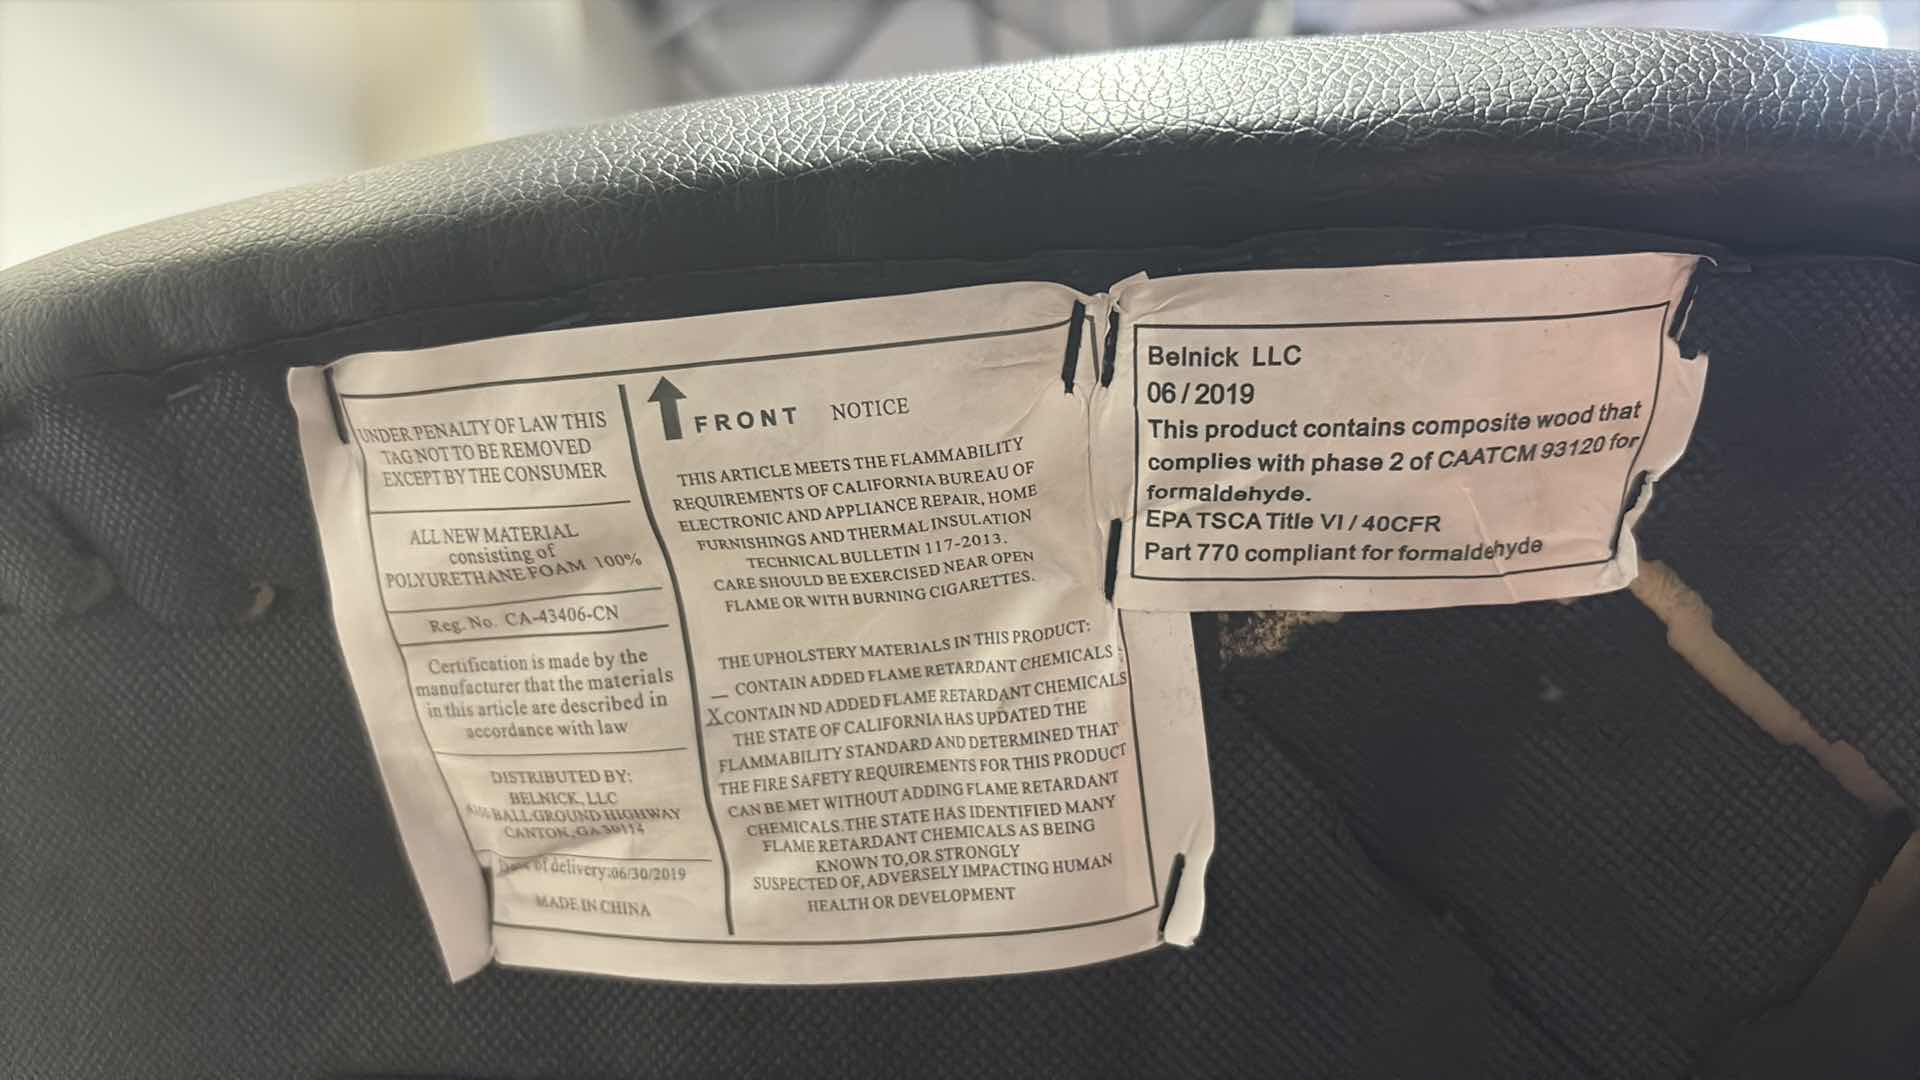 UNDER PENALTY OF LAW THIS
TAG NOT TO BE REMOVED
EXCEPT BY THE CONSUMER
ALL NEW MATERIAL
consisting of
POLYURETHANE FOAM 100%
Reg. No. CA-43406-CN
Certification is made by the
manufacturer that the materials
in this article are described in
accordance with law
DISTRIBUTED BY:
BELNICK, LLC
BALL GROUND HIGHWAY
CANTON, GA 30114
Date of delivery:06/30/2019
MADE IN CHINA
FRONT NOTICE
THIS ARTICLE MEETS THE FLAMMABILITY
REQUIREMENTS OF CALIFORNIA BUREAU OF
ELECTRONIC AND APPLIANCE REPAIR, HOME
FURNISHINGS AND THERMAL INSULATION
TECHNICAL BULLETIN 117-2013.
CARE SHOULD BE EXERCISED NEAR OPEN
FLAME OR WITH BURNING CIGARETTES.
THE UPHOLSTERY MATERIALS IN THIS PRODUCT:
_ CONTAIN ADDED FLAME RETARDANT CHEMICALS
X CONTAIN ND ADDED FLAME RETARDANT CHEMICALS
THE STATE OF CALIFORNIA HAS UPDATED THE
FLAMMABILITY STANDARD AND DETERMINED THAT
THE FIRE SAFETY REQUIREMENTS FOR THIS PRODUCT
CAN BE MET WITHOUT ADDING FLAME RETARDANT
CHEMICALS.THE STATE HAS IDENTIFIED MANY
FLAME RETARDANT CHEMICALS AS BEING
KNOWN TO,OR STRONGLY
SUSPECTED OF, ADVERSELY IMPACTING HUMAN
HEALTH OR DEVELOPMENT
Belnick LLC
06/2019
This product contains composite wood that
complies with phase 2 of CAATCM 93120 for
formaldehyde.
EPA TSCA Title VI / 40CFR
Part 770 compliant for formaldehyde